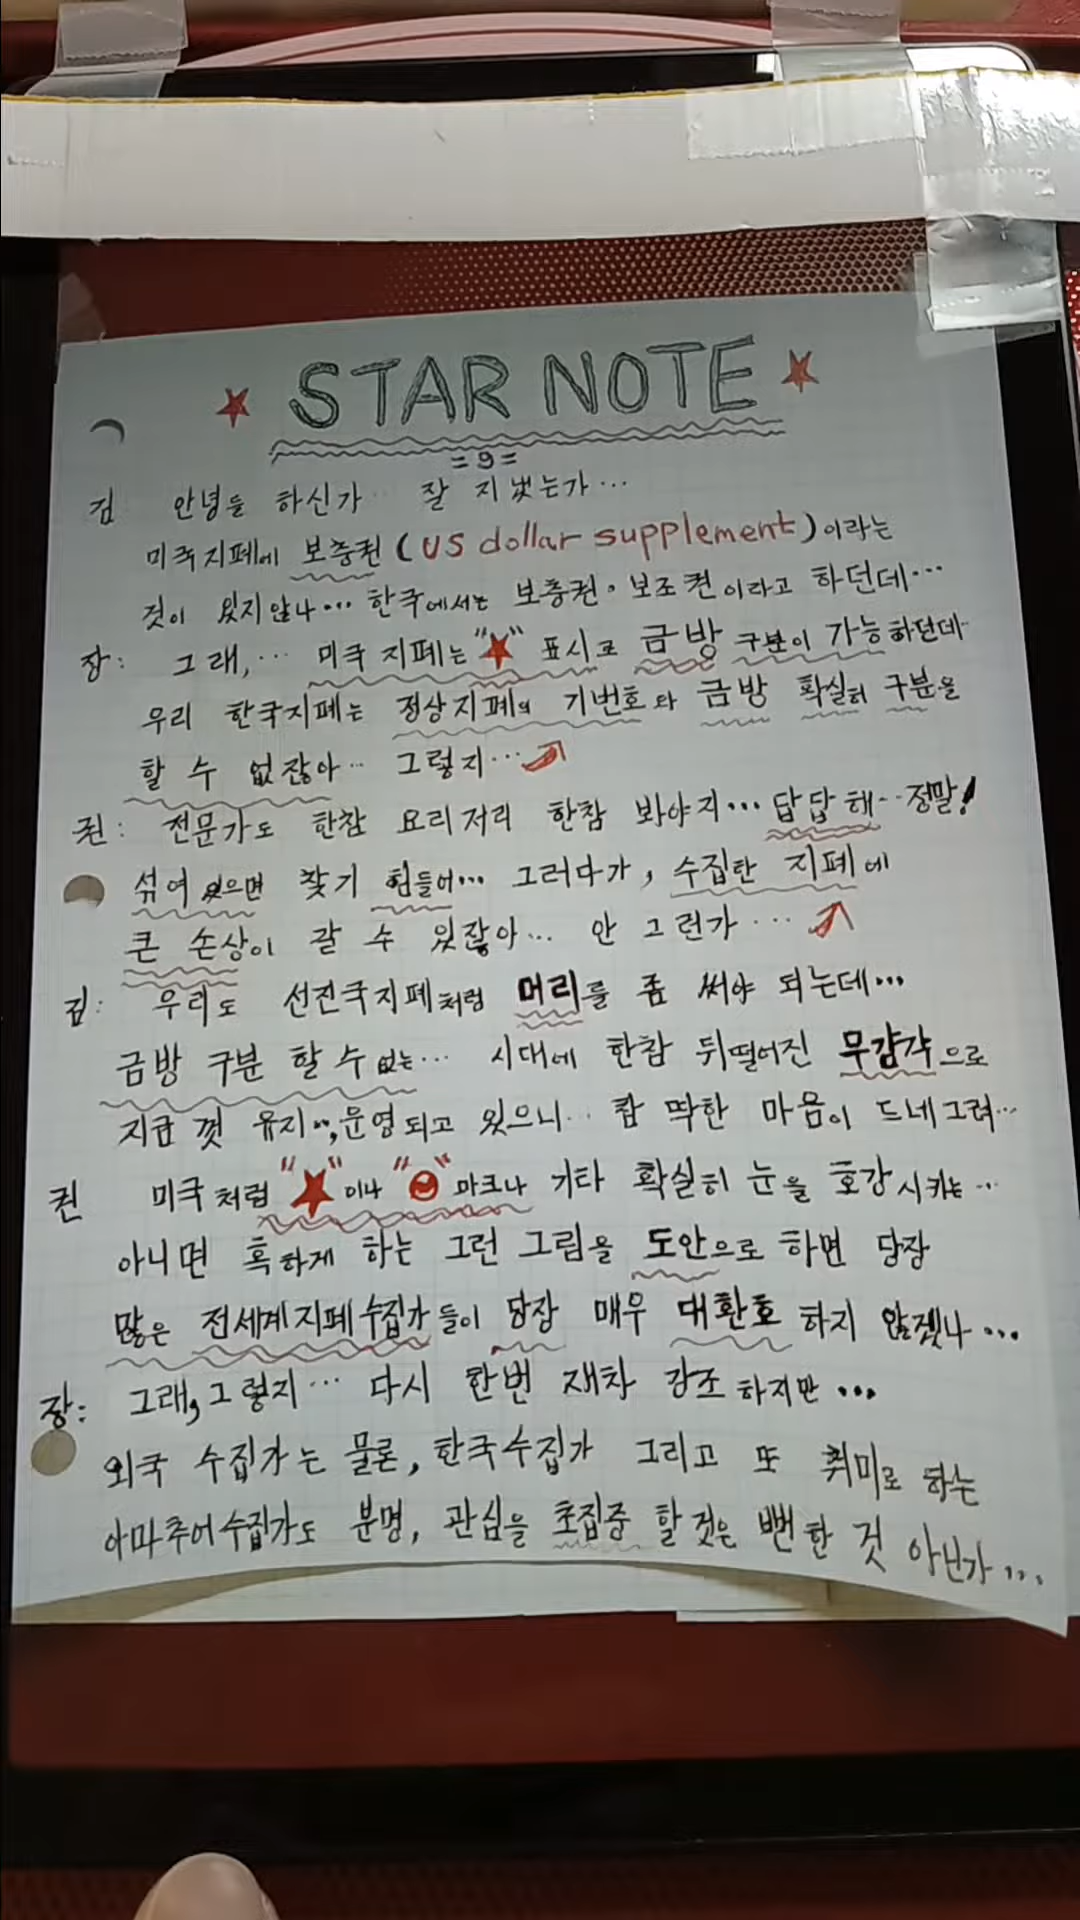 ★ STAR NOTE ★
= 9 =
김 안녕들 하신가 ‥ 잘 지냈는가…
미국지폐에 보충권 (US dollar supplement) 이라는
것이 있지 않나… 한국에서는 보충권·보조권이라고 하던데…
장: 그래,… 미국 지폐는 "★" 표시로 금방 구분이 가능하던데
우리 한국지폐는 정상지폐의 기번호와 금방 확실히 구분을
할 수 없잖아… 그렇지…
권: 전문가도 한참 요리저리 한참 봐야지… 답답해… 정말!
섞여 있으면 찾기 힘들어… 그러다가, 수집한 지폐에
큰 손상이 갈 수 있잖아… 안 그런가…
김: 우리도 선진국지폐처럼 머리를 좀 써야 되는데…
금방 구분 할 수 없는… 시대에 한참 뒤떨어진 무감각으로
지금 껏 유지…, 운영되고 있으니… 참 딱한 마음이 드네그려…
권 미국처럼 "★"이나 "☻"마크나 기타 확실히 눈을 호강시키는…
아니면 혹하게 하는 그런 그림을 도안으로 하면 당장
많은 전세계지폐수집가들이 당장 매우 대환호 하지 않겠나…
장: 그래, 그렇지… 다시 한번 재차 강조 하지만…
외국 수집가는 물론, 한국수집가 그리고 또 취미로 하는
아마추어수집가도 분명, 관심을 초집중 할것은 뻔한 것 아닌가…